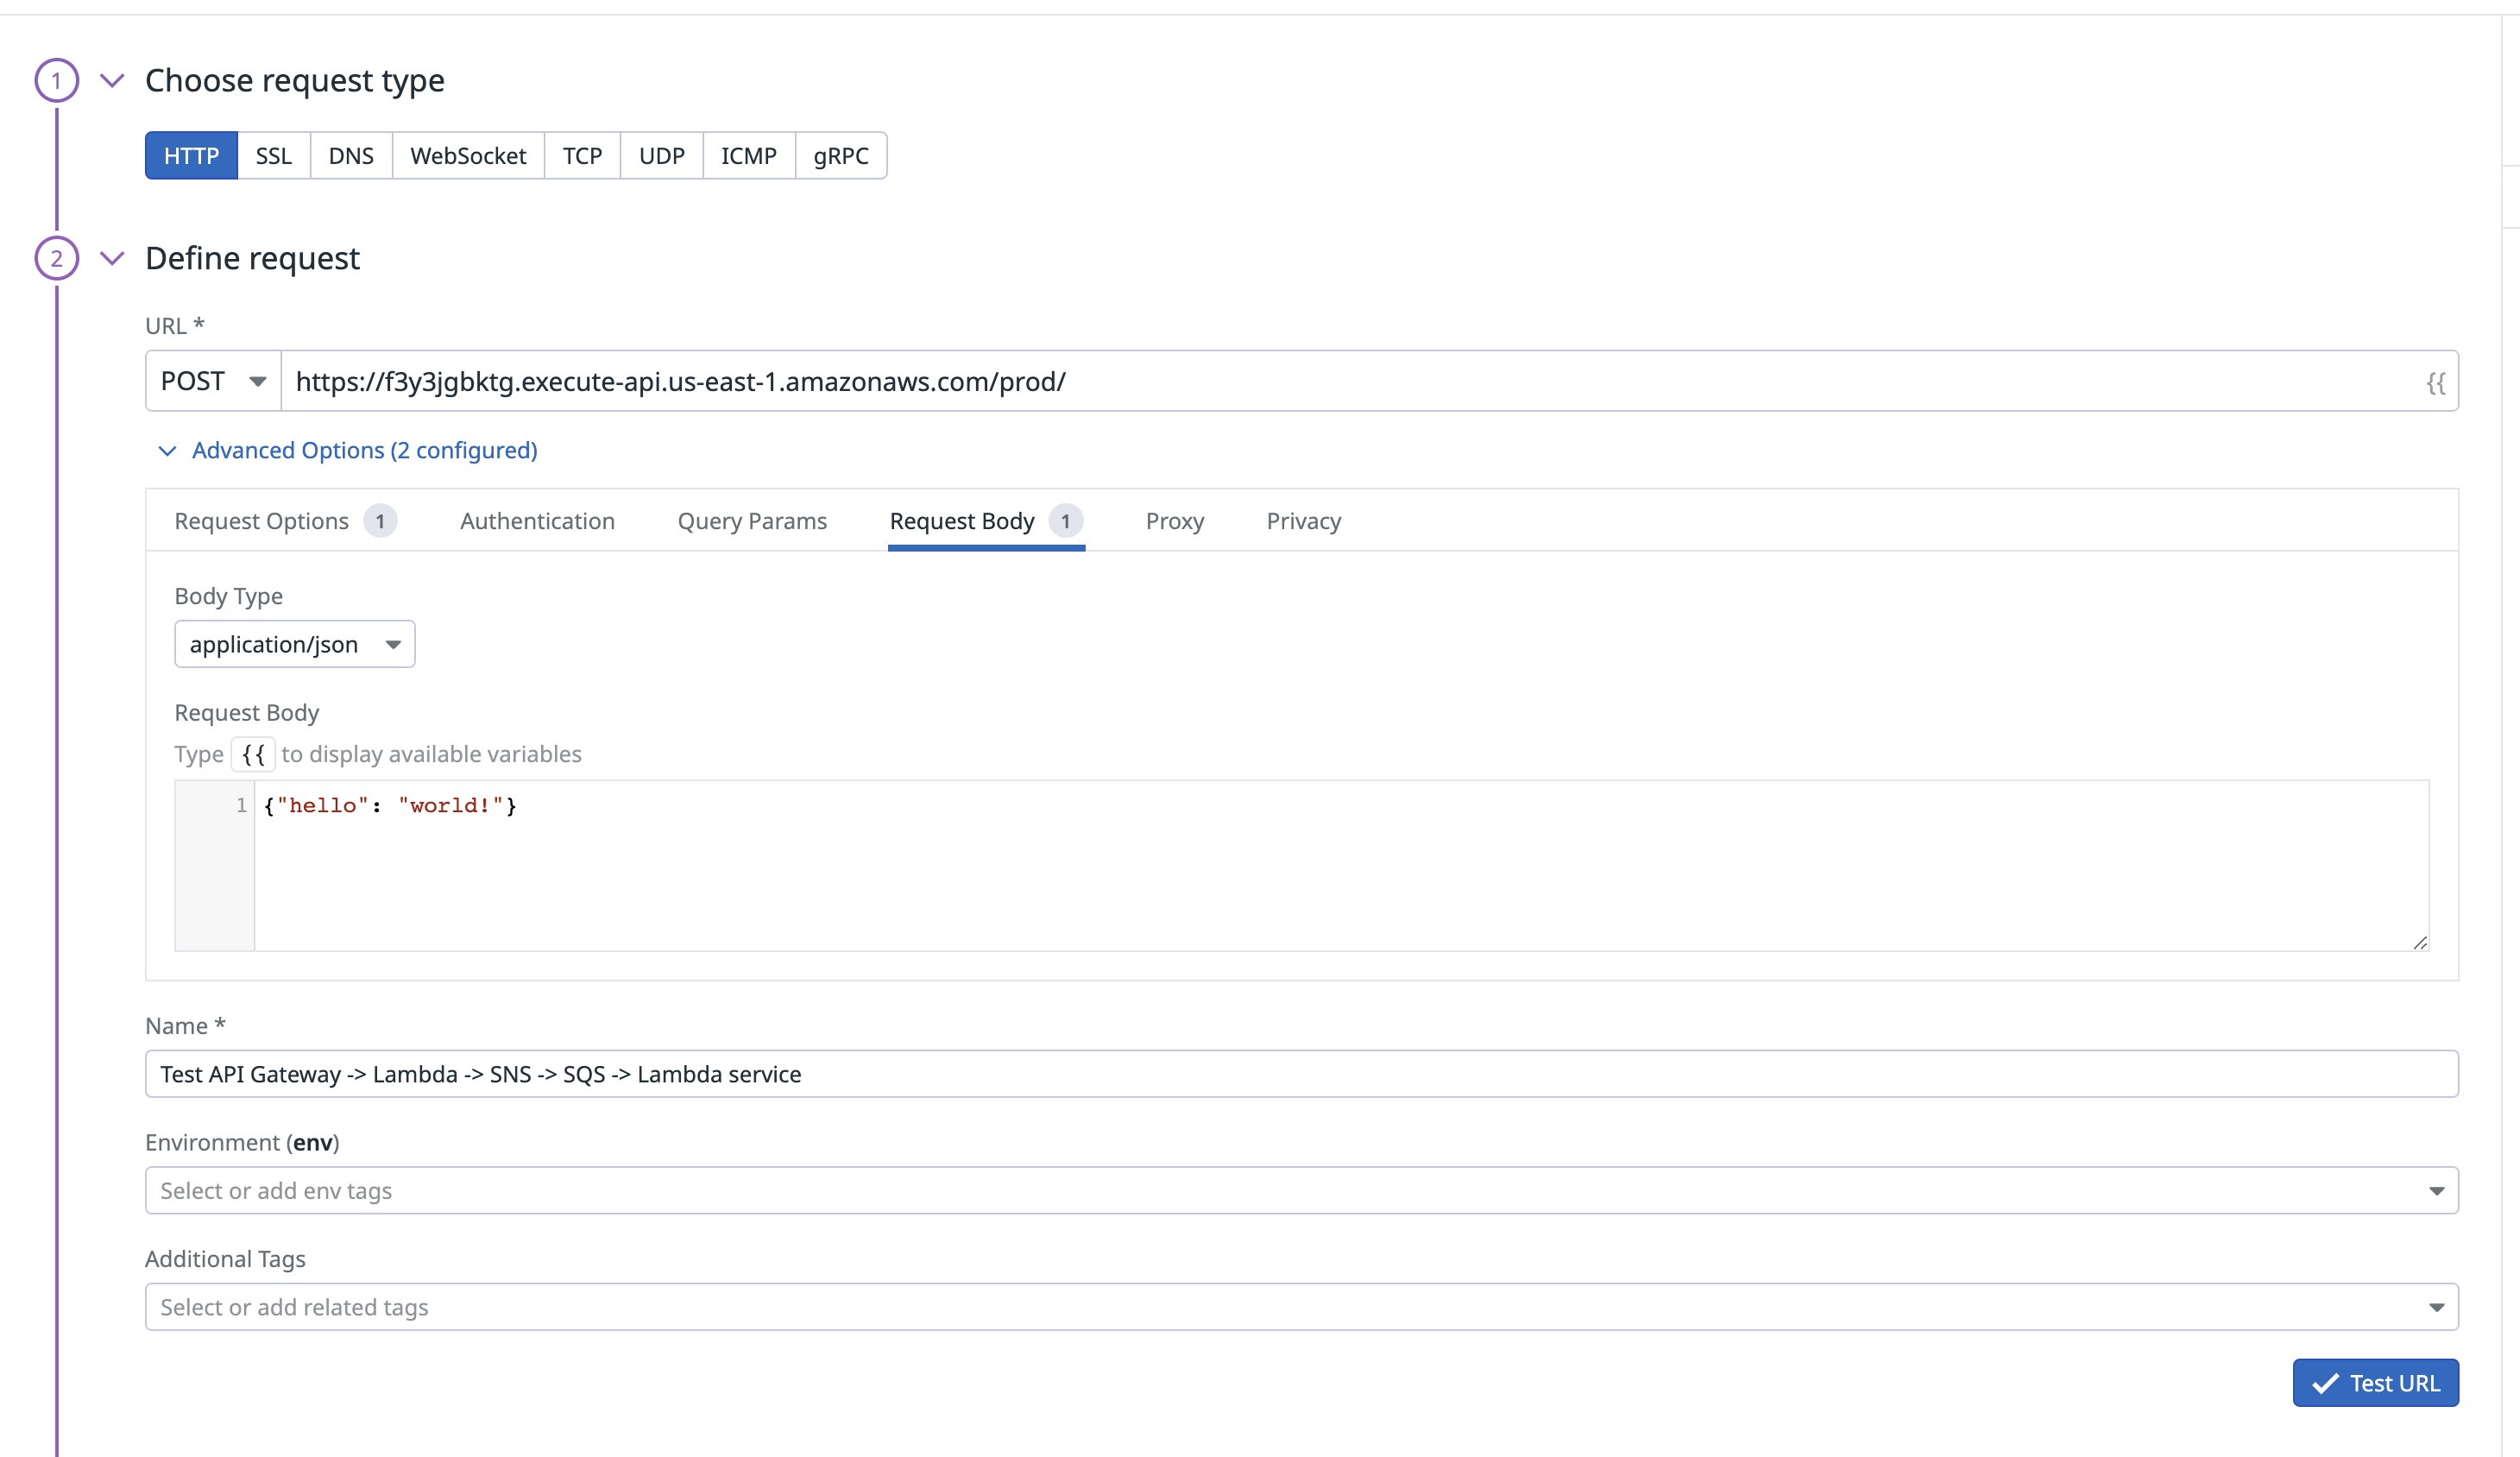 1 Choose request type
HTTP SSL DNS WebSocket TCP UDP ICMP gRPC
2 Define request
URL *
POST https://f3y3jgbktg.execute-api.us-east-1.amazonaws.com/prod/ {{
Advanced Options (2 configured)
Request Options 1 Authentication Query Params Request Body 1 Proxy Privacy
Body Type
application/json
Request Body
Type {{ to display available variables
1 {"hello": "world!"}
Name *
Test API Gateway -> Lambda -> SNS -> SQS -> Lambda service
Environment (env)
Select or add env tags
Additional Tags
Select or add related tags
Test URL